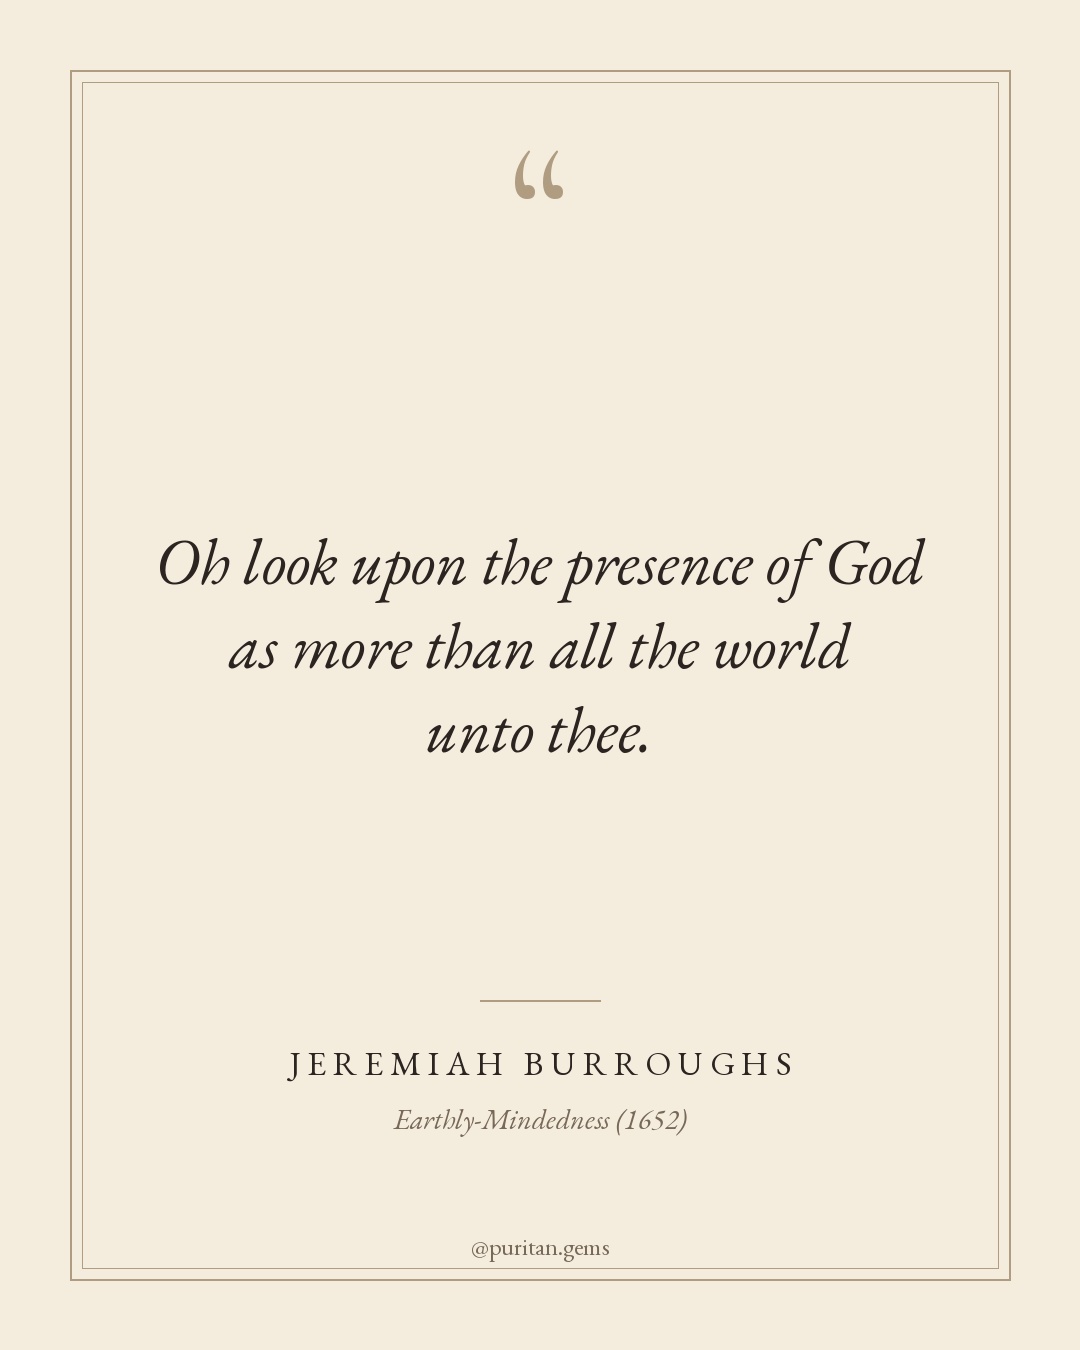 “
Oh look upon the presence of God
as more than all the world
unto thee.
JEREMIAH BURROUGHS
Earthly-Mindedness (1652)
@puritan.gems